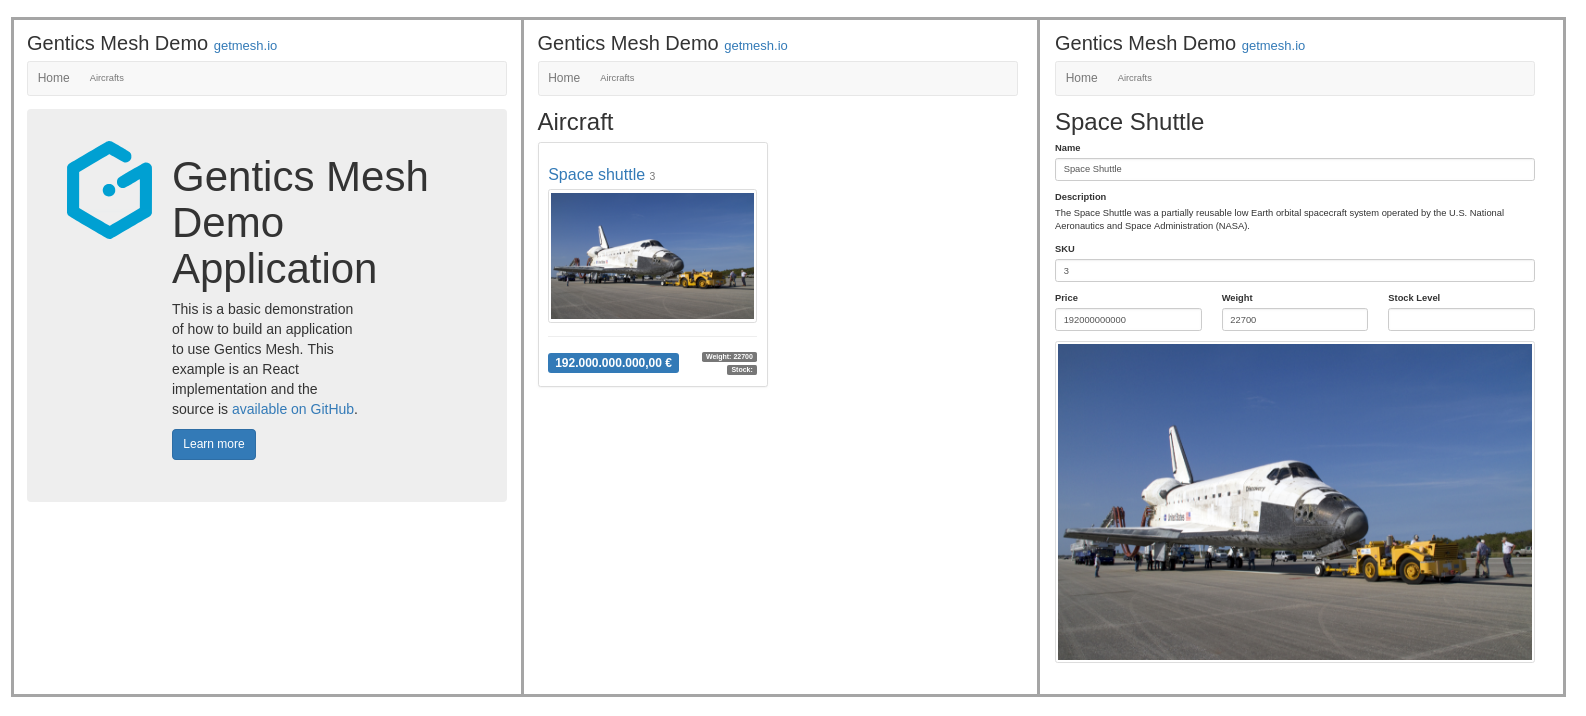 Gentics Mesh Demo getmesh.io
Home Aircrafts
Gentics Mesh
Demo
Application
This is a basic demonstration
of how to build an application
to use Gentics Mesh. This
example is an React
implementation and the
source is available on GitHub.
Learn more
Gentics Mesh Demo getmesh.io
Home Aircrafts
Aircraft
Space shuttle 3
192.000.000.000,00 €
Weight: 22700
Stock:
Gentics Mesh Demo getmesh.io
Home Aircrafts
Space Shuttle
Name
Space Shuttle
Description
The Space Shuttle was a partially reusable low Earth orbital spacecraft system operated by the U.S. National
Aeronautics and Space Administration (NASA).
SKU
3
Price Weight Stock Level
192000000000 22700
Discovery
United States